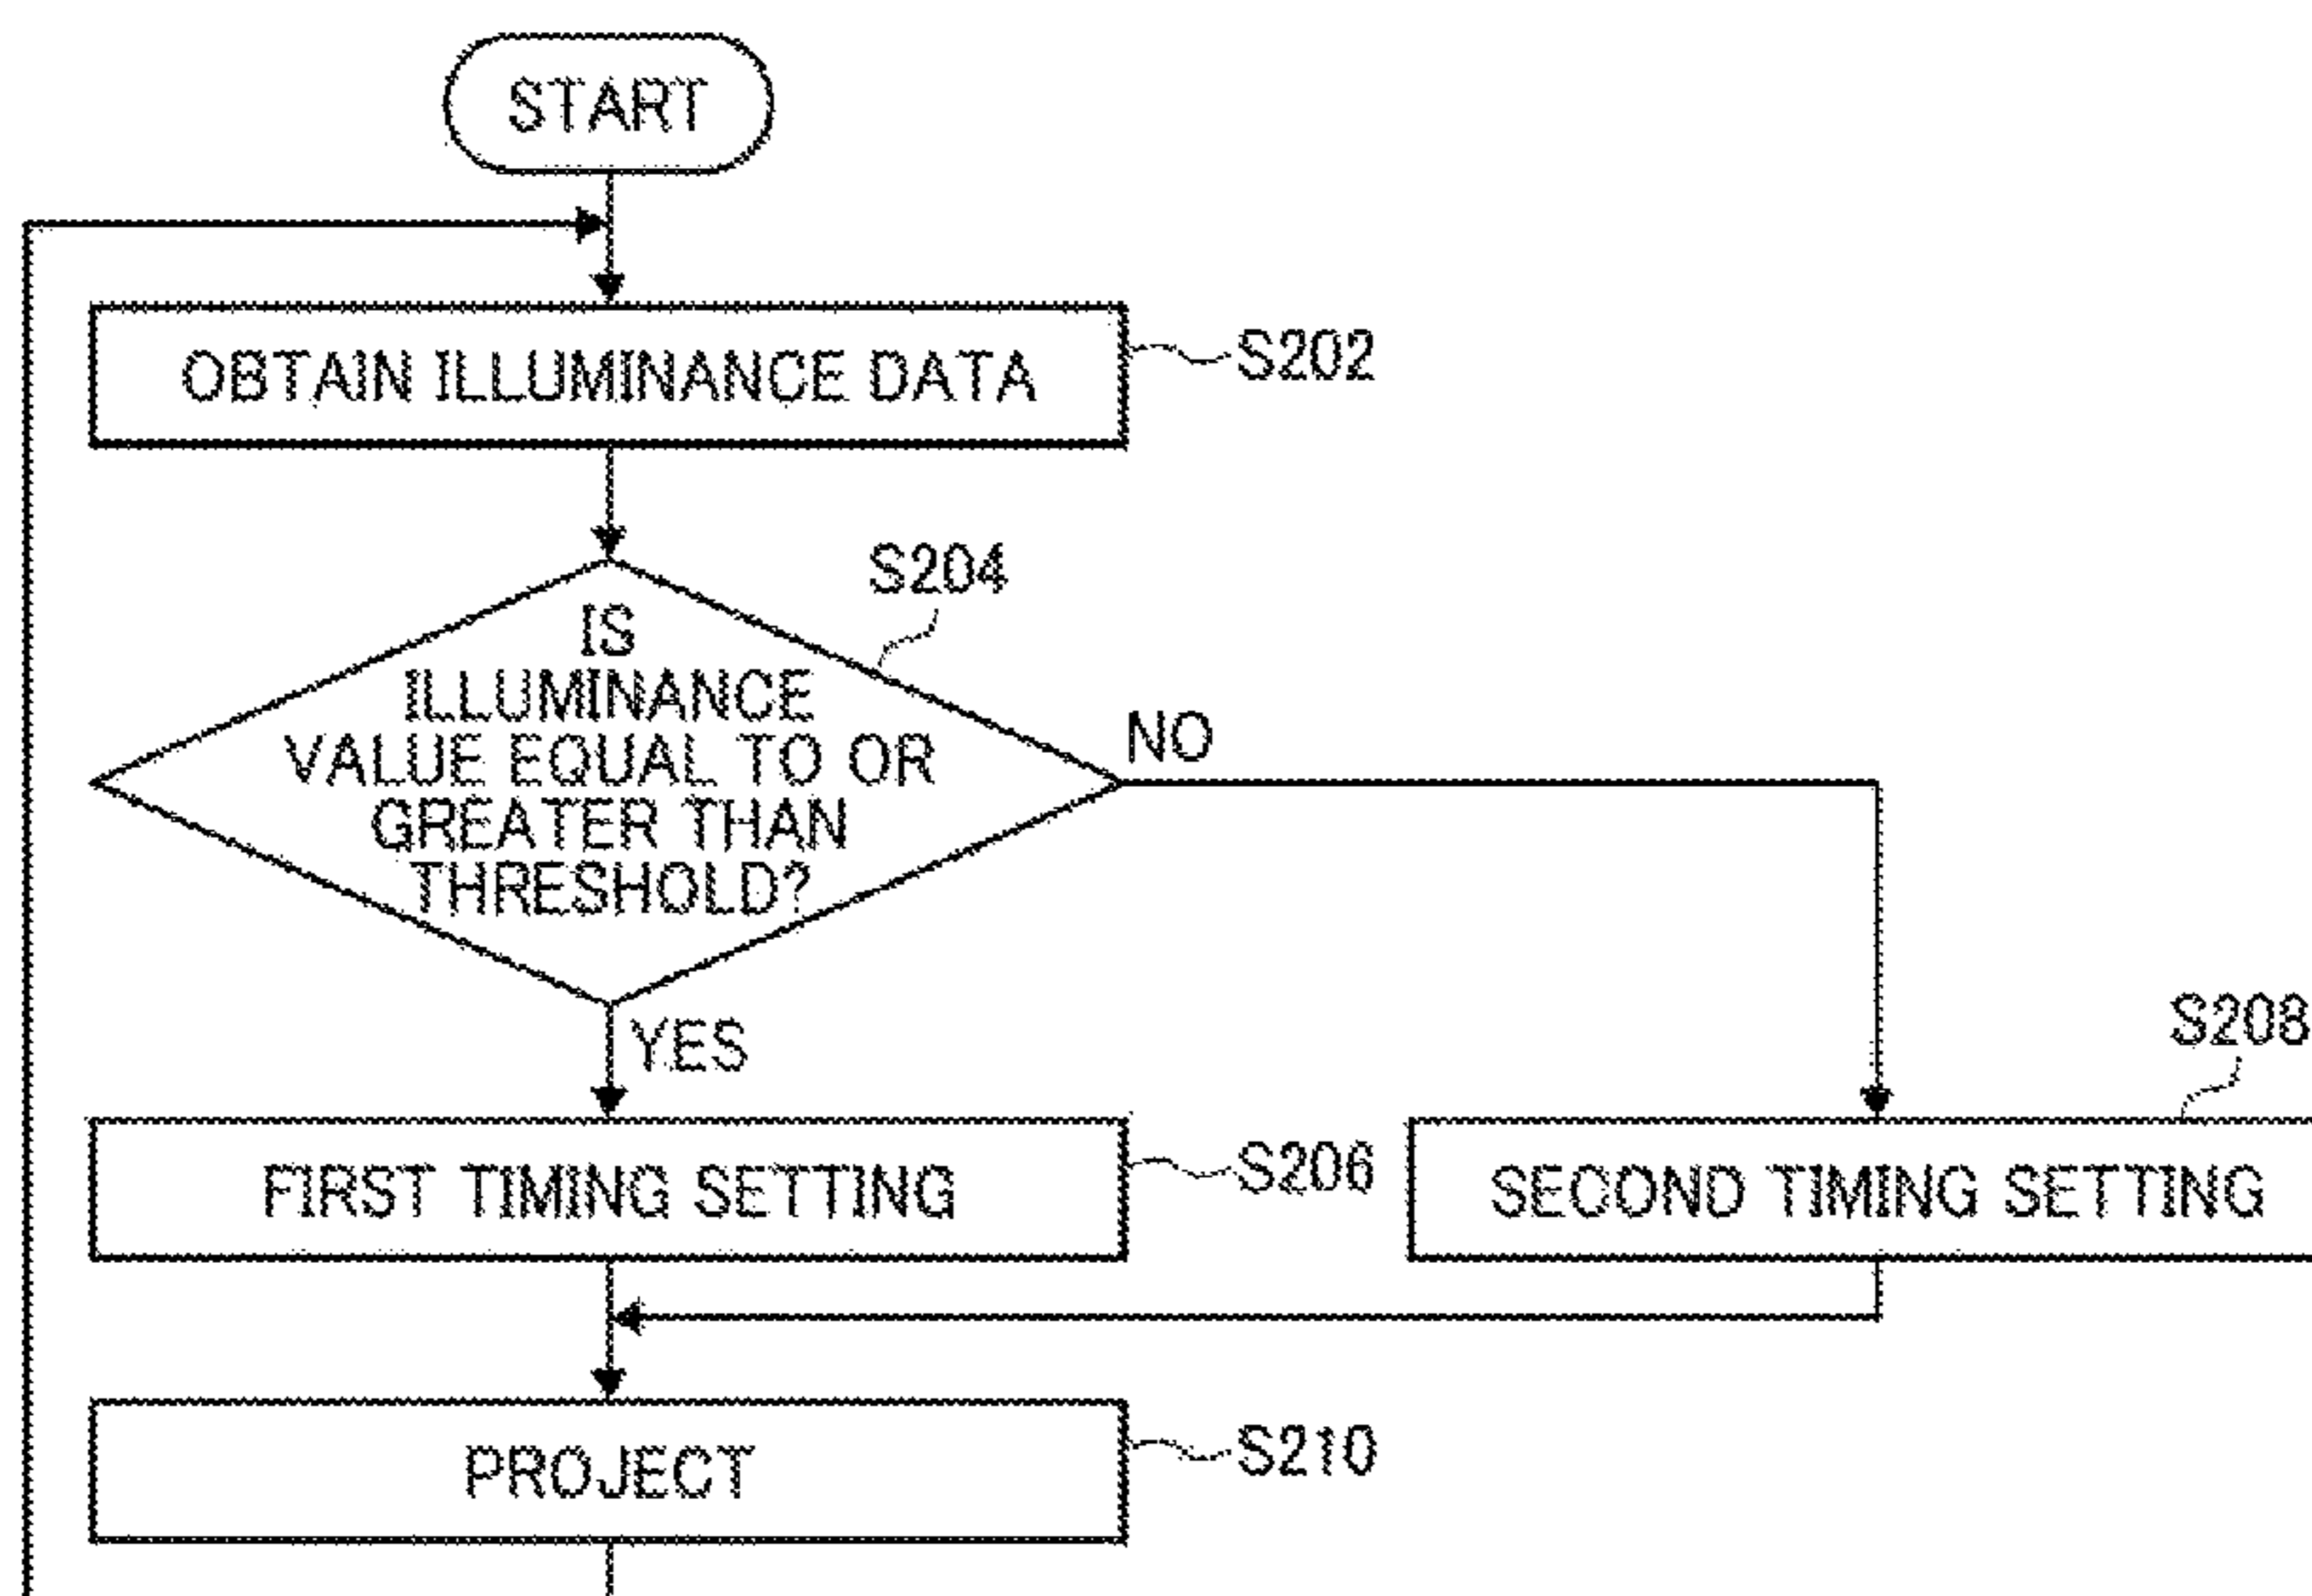 START
OBTAIN ILLUMINANCE DATA
S202
S204
IS
ILLUMINANCE
VALUE EQUAL TO OR
GREATER THAN
THRESHOLD?
NO
YES
S208
FIRST TIMING SETTING
S206
SECOND TIMING SETTING
PROJECT
S210